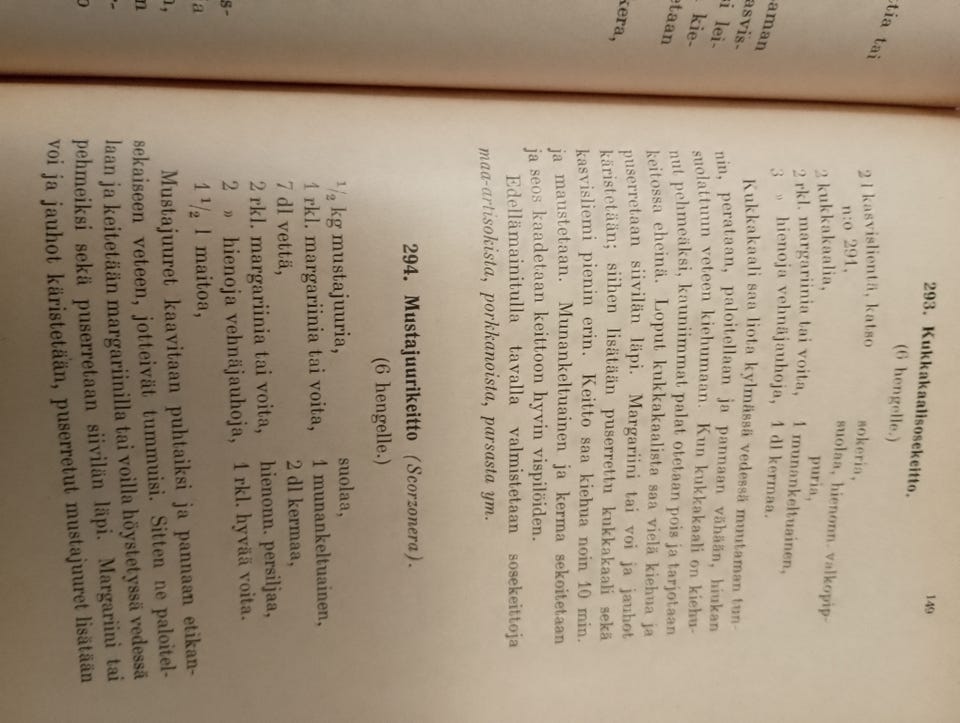 149
293. Kukkakaalisosekeitto.
(6 hengelle.)
2 l kasvislientä, katso
n:o 291,
2 kukkakaalia,
2 rkl. margariinia tai voita,
3 » hienoja vehnäjauhoja,
sokeria,
suolaa, hienonn. valkopip-
puria,
1 munankeltuainen,
1 dl kermaa.
Kukkakaali saa liota kylmässä vedessä muutaman tun-
nin, perataan, paloitellaan ja pannaan vähään, hiukan
suolattuun veteen kiehumaan. Kun kukkakaali on kiehu-
nut pehmeäksi, kauniimmat palat otetaan pois ja tarjotaan
keitossa eheinä. Loput kukkakaalista saa vielä kiehua ja
puserretaan siivilän läpi. Margariini tai voi ja jauhot
käristetään; siihen lisätään puserrettu kukkakaali sekä
kasvisliemi pienin erin. Keitto saa kiehua noin 10 min.
ja maustetaan. Munankeltuainen ja kerma sekoitetaan
ja seos kaadetaan keittoon hyvin vispilöiden.
Edellämainitulla tavalla valmistetaan sosekeittoja
maa-artisokista, porkkanoista, parsasta ym.
294. Mustajuurikeitto (Scorzonera).
(6 hengelle.)
1/2 kg mustajuuria,
1 rkl. margariinia tai voita,
7 dl vettä,
2 rkl. margariinia tai voita,
2 » hienoja vehnäjauhoja,
1 1/2 l maitoa,
suolaa,
1 munankeltuainen,
2 dl kermaa,
hienonn. persiljaa,
1 rkl. hyvää voita.
Mustajuuret kaavitaan puhtaiksi ja pannaan etikan-
sekaiseen veteen, jotteivät tummuisi. Sitten ne paloitel-
laan ja keitetään margariinilla tai voilla höystetyssä vedessä
pehmeiksi sekä puserretaan siivilän läpi. Margariini tai
voi ja jauhot käristetään, puserretut mustajuuret lisätään
tai
kera,